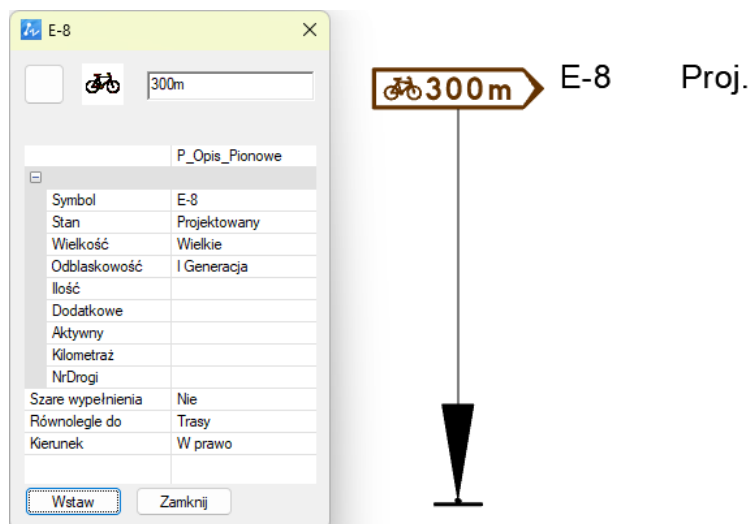 E-8
300m
P_Opis_Pionowe
Symbol E-8
Stan Projektowany
Wielkość Wielkie
Odblaskowość I Generacja
Ilość
Dodatkowe
Aktywny
Kilometraż
NrDrogi
Szare wypełnienia Nie
Równolegle do Trasy
Kierunek W prawo
Wstaw Zamknij
300m E-8 Proj.